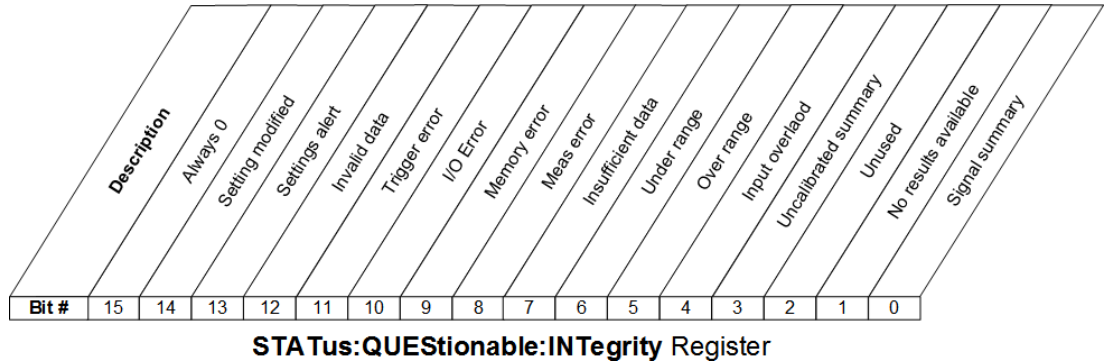 Description
Always 0
Setting modified
Settings alert
Invalid data
Trigger error
I/O Error
Memory error
Meas error
Insufficient data
Under range
Over range
Input overlaod
Uncalibrated summary
Unused
No results available
Signal summary
Bit # 15 14 13 12 11 10 9 8 7 6 5 4 3 2 1 0
STATus:QUEStionable:INTegrity Register